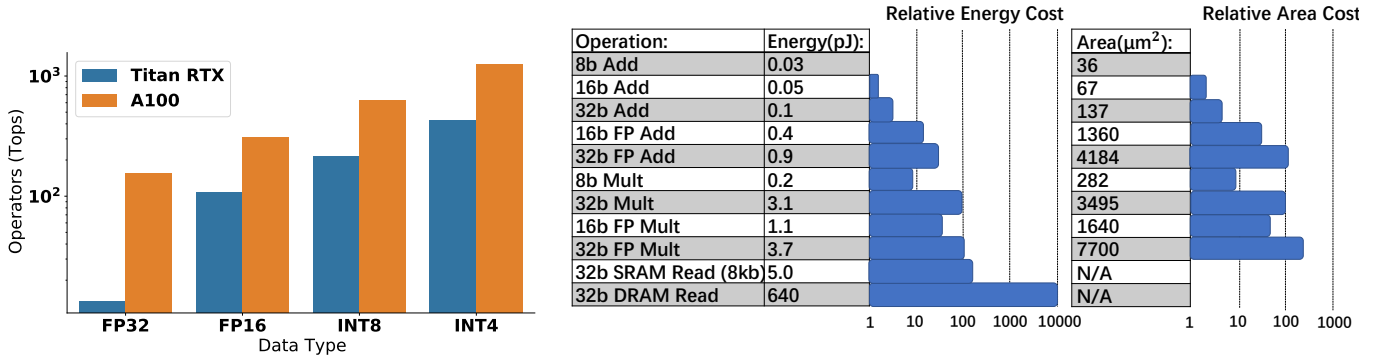 Operators (Tops)
10³
10²
Titan RTX
A100
FP32 FP16 INT8 INT4
Data Type
Relative Energy Cost
Relative Area Cost
Operation: Energy(pJ): Area(μm²):
8b Add 0.03 36
16b Add 0.05 67
32b Add 0.1 137
16b FP Add 0.4 1360
32b FP Add 0.9 4184
8b Mult 0.2 282
32b Mult 3.1 3495
16b FP Mult 1.1 1640
32b FP Mult 3.7 7700
32b SRAM Read (8kb) 5.0 N/A
32b DRAM Read 640 N/A
1 10 100 1000 10000
1 10 100 1000